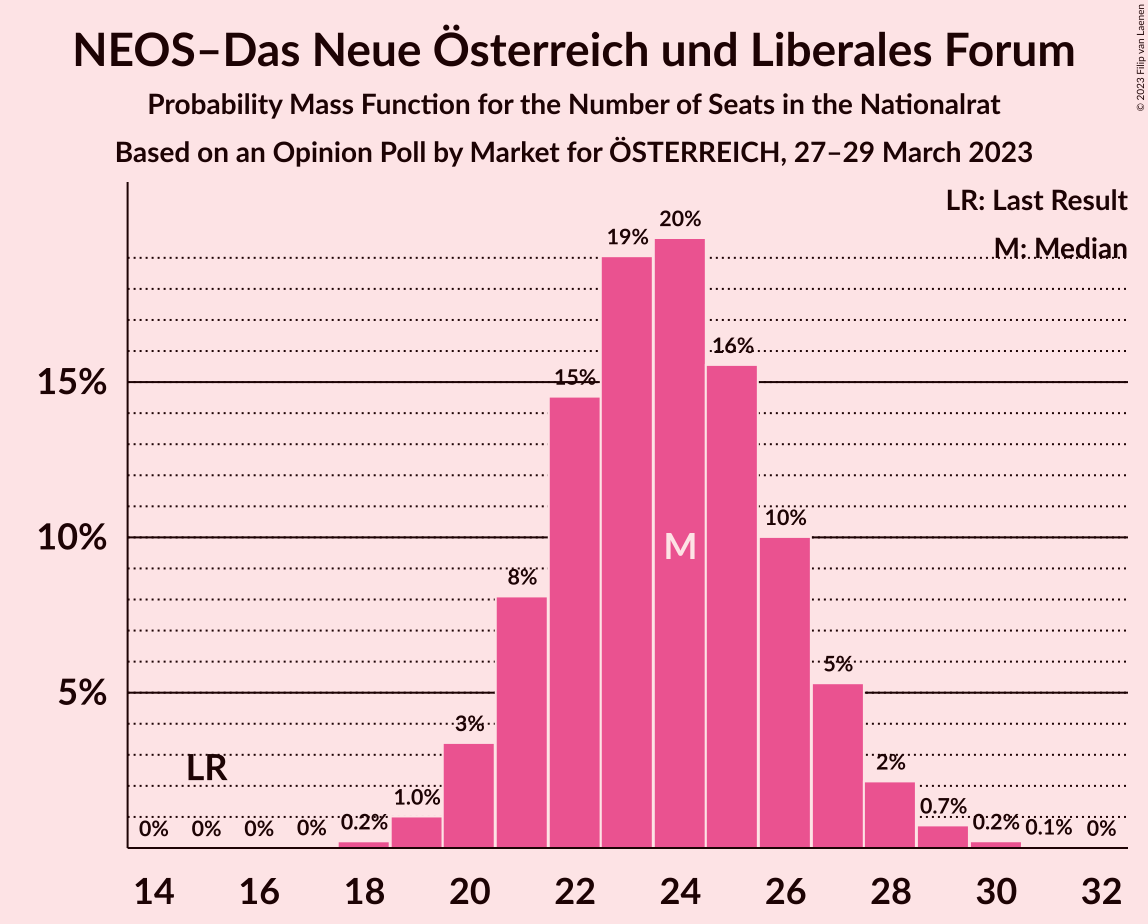 NEOS–Das Neue Österreich und Liberales Forum
Probability Mass Function for the Number of Seats in the Nationalrat
Based on an Opinion Poll by Market for ÖSTERREICH, 27–29 March 2023
© 2023 Filip van Laenen
LR: Last Result
M: Median
20%
19%
16%
15%
15%
10%
10%
M
8%
5%
5%
3%
2%
LR
1.0%
0.7%
0% 0% 0% 0% 0.2% 0.2% 0.1% 0%
14 16 18 20 22 24 26 28 30 32